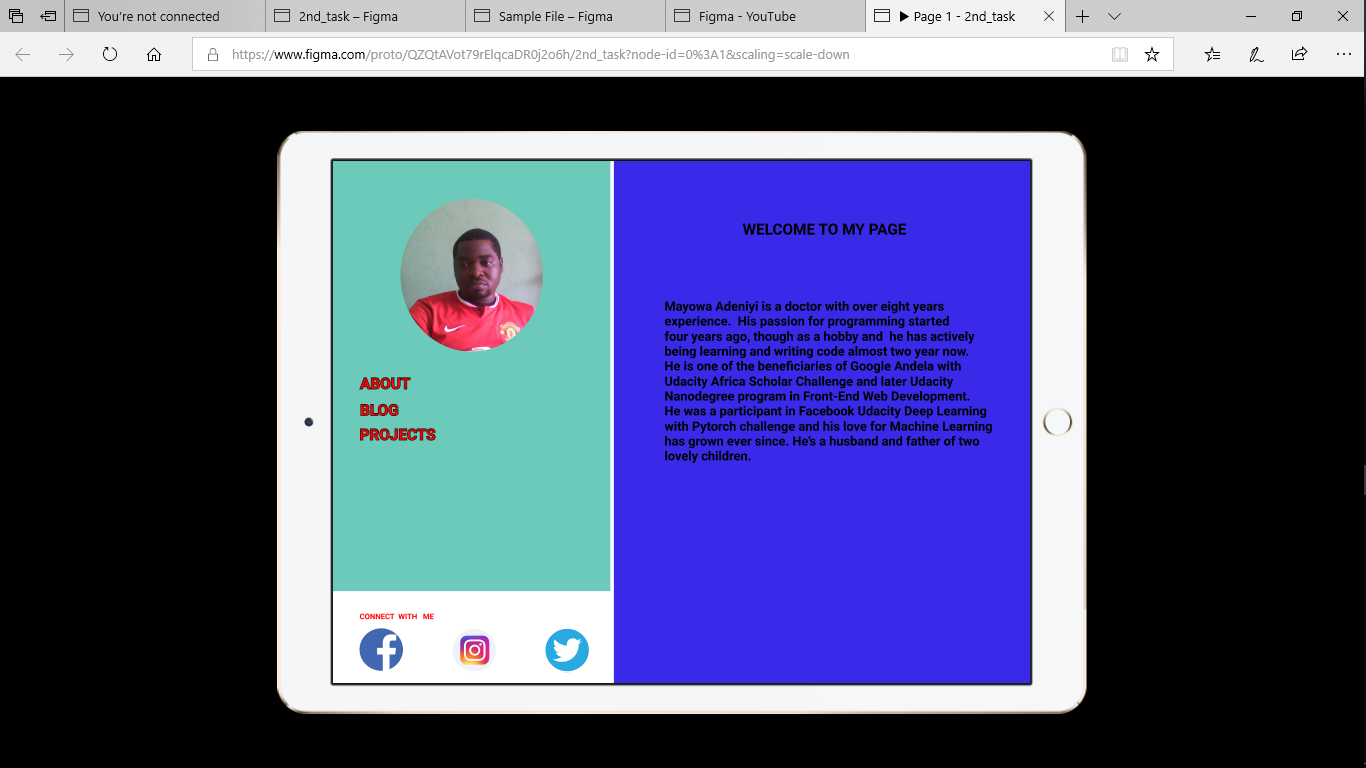 You're not connected
2nd_task – Figma
Sample File – Figma
Figma - YouTube
▶ Page 1 - 2nd_task
https://www.figma.com/proto/QZQtAVot79rElqcaDR0j2o6h/2nd_task?node-id=0%3A1&scaling=scale-down
ABOUT
BLOG
PROJECTS
CONNECT WITH ME
WELCOME TO MY PAGE
Mayowa Adeniyi is a doctor with over eight years
experience.  His passion for programming started
four years ago, though as a hobby and  he has actively
being learning and writing code almost two year now.
He is one of the beneficiaries of Google Andela with
Udacity Africa Scholar Challenge and later Udacity
Nanodegree program in Front-End Web Development.
He was a participant in Facebook Udacity Deep Learning
with Pytorch challenge and his love for Machine Learning
has grown ever since. He's a husband and father of two
lovely children.